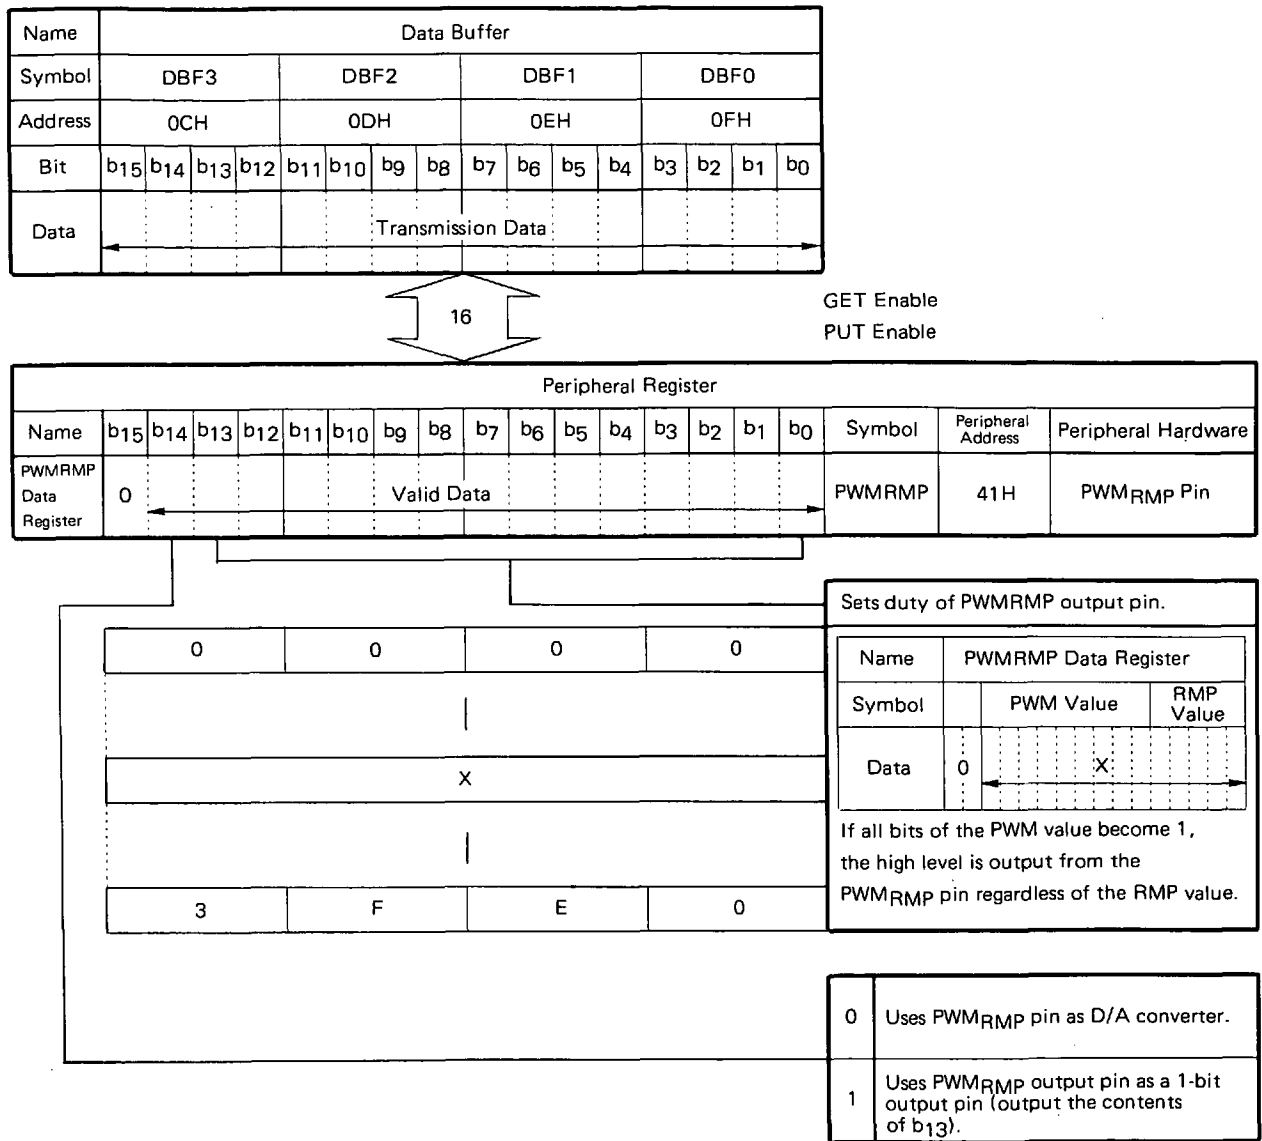 Name Data Buffer
Symbol DBF3 DBF2 DBF1 DBF0
Address 0CH 0DH 0EH 0FH
Bit b15 b14 b13 b12 b11 b10 b9 b8 b7 b6 b5 b4 b3 b2 b1 b0
Data Transmission Data
16
GET Enable
PUT Enable
Peripheral Register
Name b15 b14 b13 b12 b11 b10 b9 b8 b7 b6 b5 b4 b3 b2 b1 b0 Symbol Peripheral Address Peripheral Hardware
PWMRMP
Data
Register
0 Valid Data PWMRMP 41H PWMRMP Pin
0 0 0 0
X
3 F E 0
Sets duty of PWMRMP output pin.
Name PWMRMP Data Register
Symbol PWM Value RMP Value
Data 0 X
If all bits of the PWM value become 1,
the high level is output from the
PWMRMP pin regardless of the RMP value.
0 Uses PWMRMP pin as D/A converter.
1 Uses PWMRMP output pin as a 1-bit
output pin (output the contents
of b13).